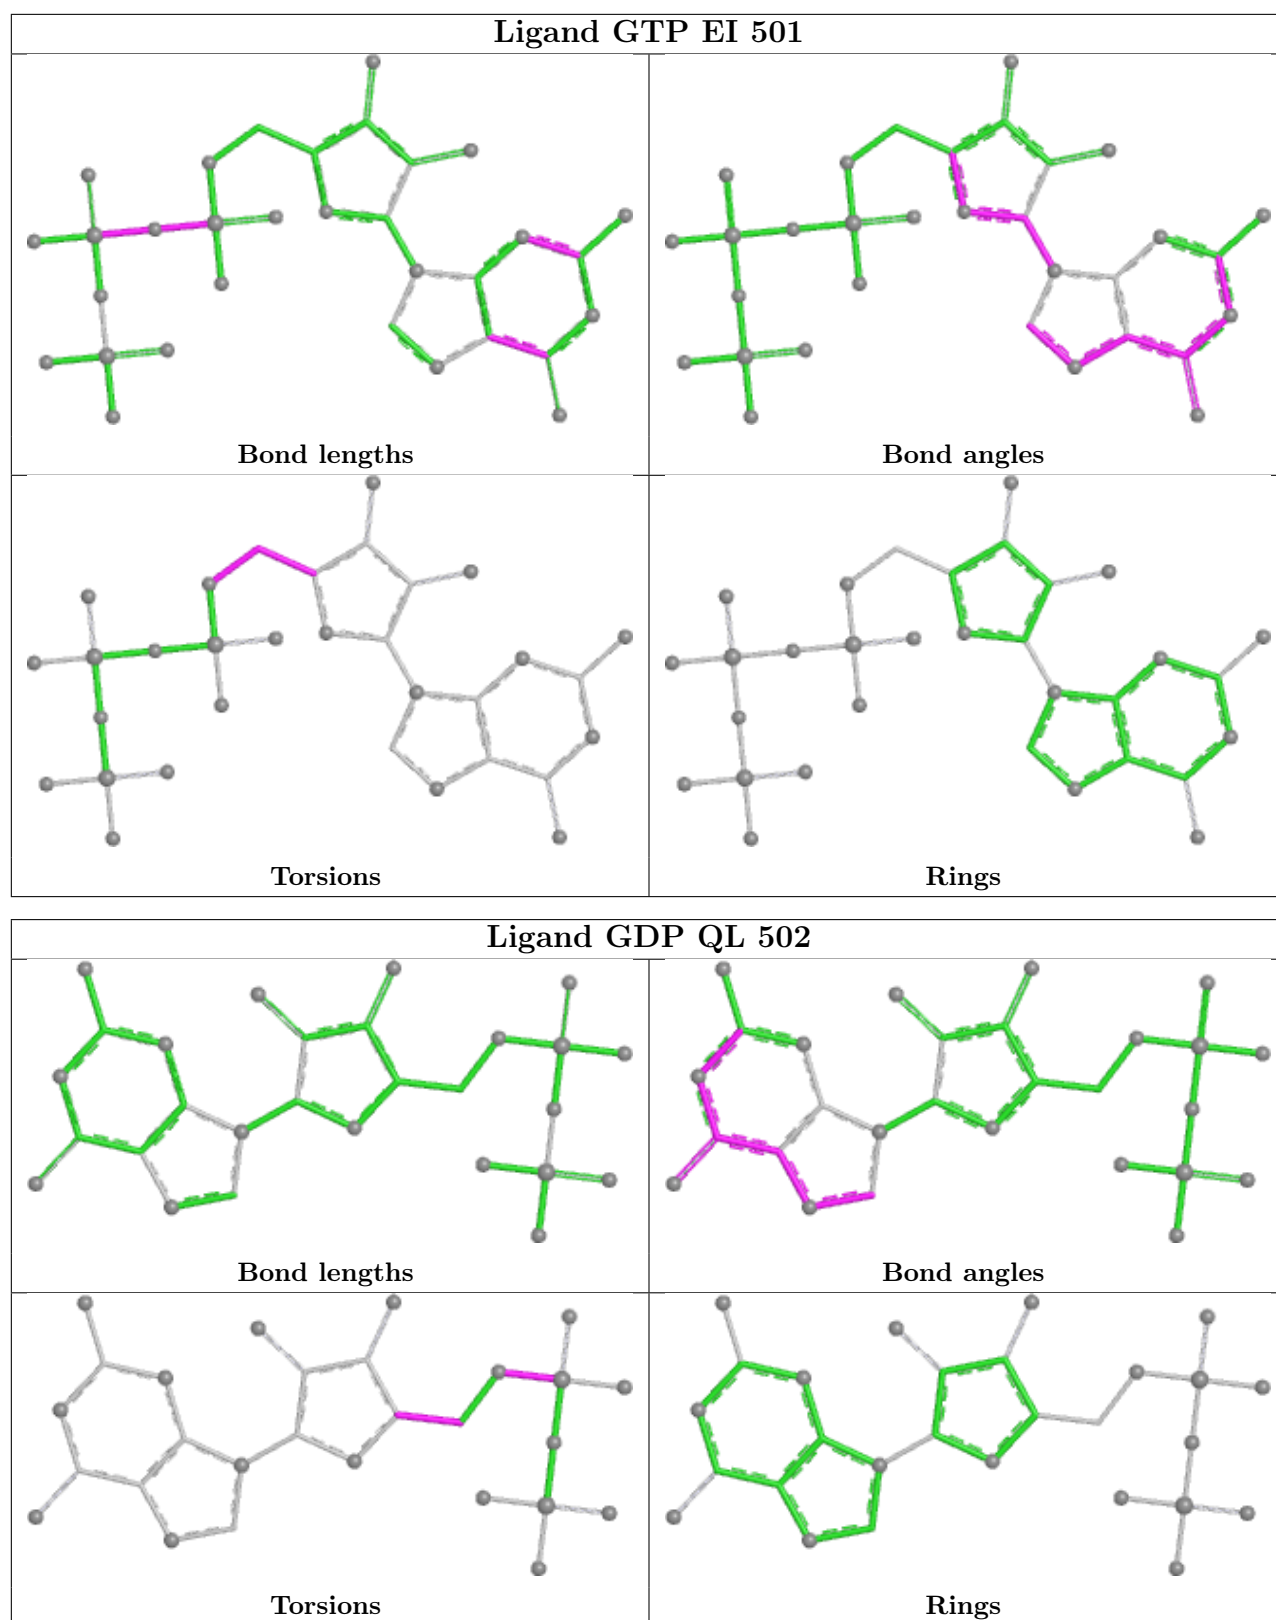 Ligand GTP EI 501
Bond lengths
Bond angles
Torsions
Rings
Ligand GDP QL 502
Bond lengths
Bond angles
Torsions
Rings